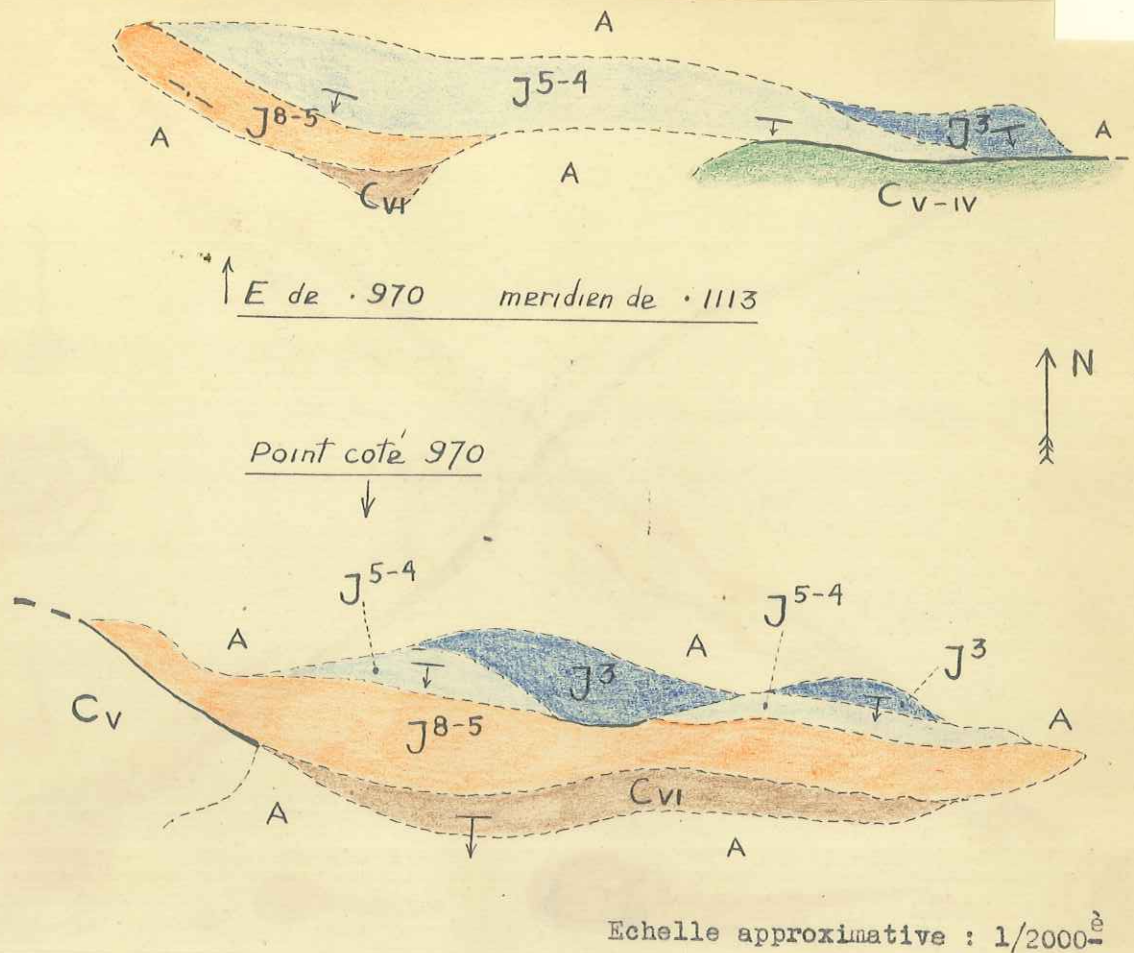 A
J5-4
J8-5
J3
A
A
A
CVI
CV-IV
E de . 970 meridien de . 1113
N
Point coté 970
J5-4
J5-4
A
A
J3
J3
CV
J8-5
A
CVI
A
A
Echelle approximative : 1/2000è